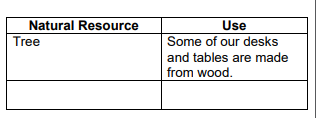 Natural Resource Use
Tree Some of our desks
and tables are made
from wood.